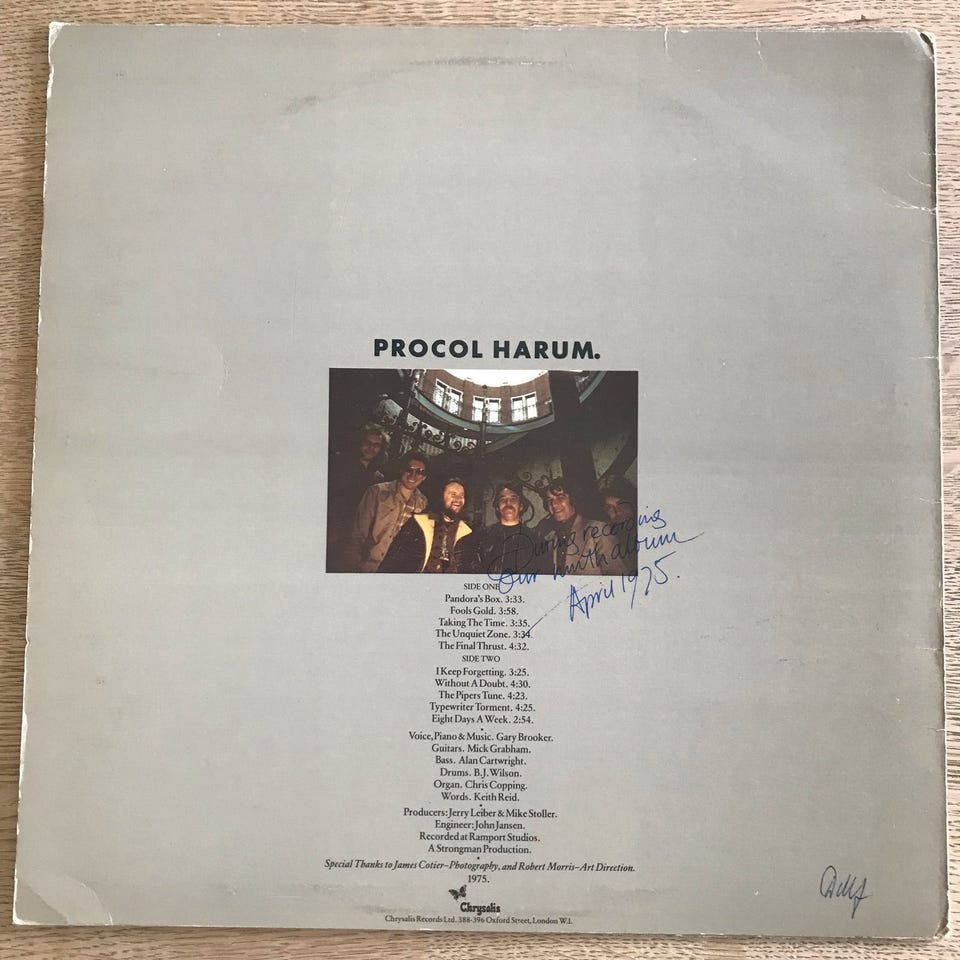 PROCOL HARUM.
During recording
Our ninth album
April 1975.
SIDE ONE
Pandora's Box. 3:33.
Fools Gold. 3:58.
Taking The Time. 3:35.
The Unquiet Zone. 3:34.
The Final Thrust. 4:32.
SIDE TWO
I Keep Forgetting. 3:25.
Without A Doubt. 4:30.
The Pipers Tune. 4:23.
Typewriter Torment. 4:25.
Eight Days A Week. 2:54.
Voice, Piano & Music. Gary Brooker.
Guitars. Mick Grabham.
Bass. Alan Cartwright.
Drums. B.J. Wilson.
Organ. Chris Copping.
Words. Keith Reid.
Producers: Jerry Leiber & Mike Stoller.
Engineer: John Jansen.
Recorded at Ramport Studios.
A Strongman Production.
Special Thanks to James Cotier–Photography, and Robert Morris–Art Direction.
1975.
Chrysalis
Chrysalis Records Ltd. 388-396 Oxford Street, London W.1.